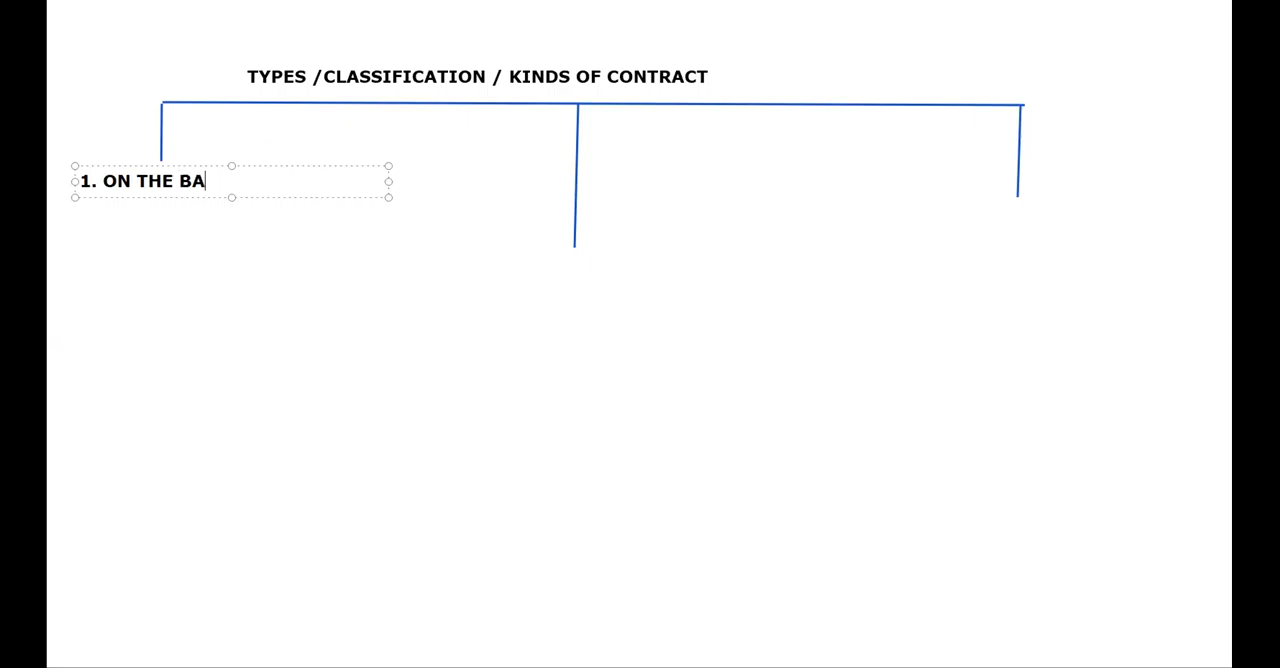 TYPES /CLASSIFICATION / KINDS OF CONTRACT
1. ON THE BA